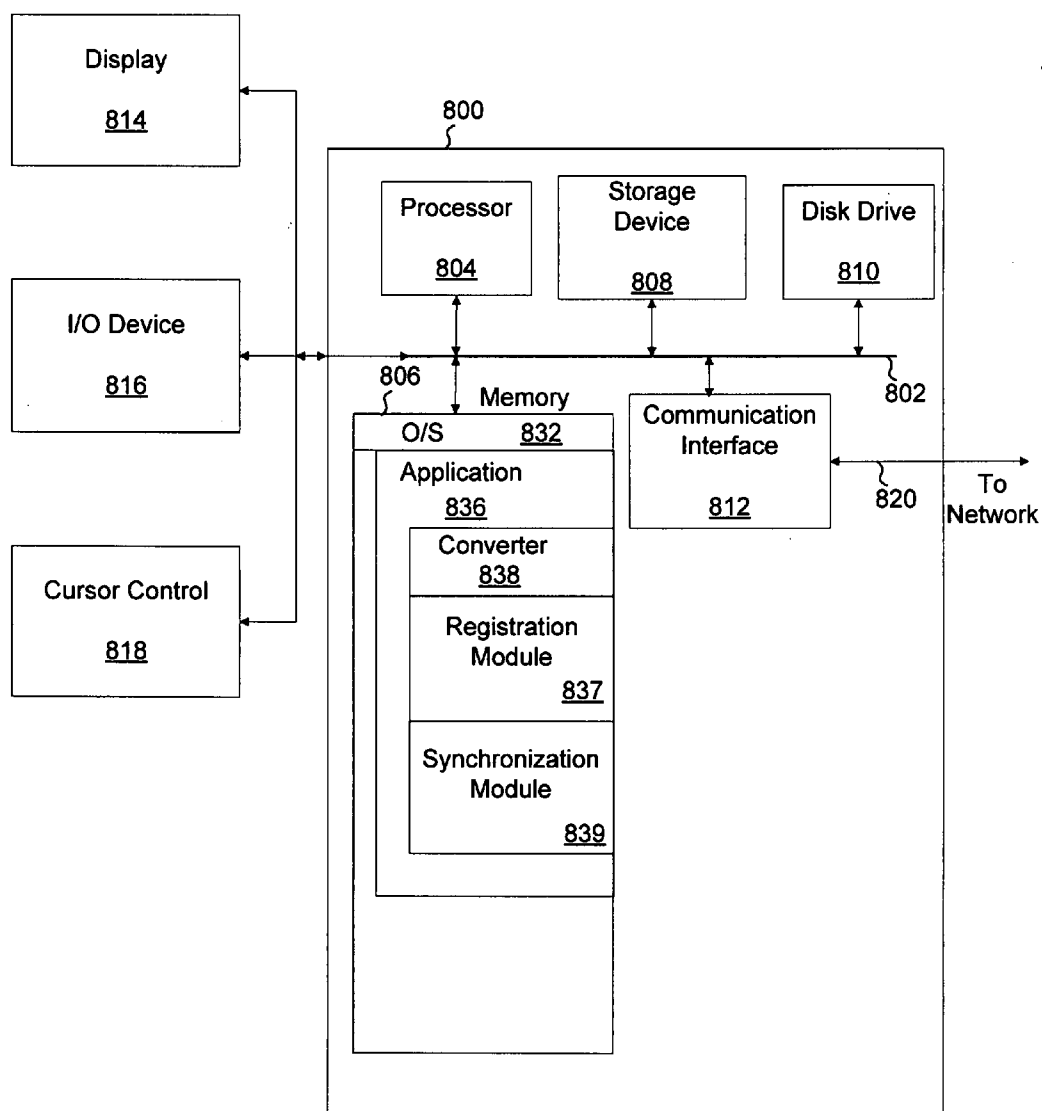 Display
814
800
Processor
804
Storage
Device
808
Disk Drive
810
I/O Device
816
802
806
Memory
O/S 832
Application
836
Converter
838
Registration
Module
837
Synchronization
Module
839
Communication
Interface
812
820
To
Network
Cursor Control
818